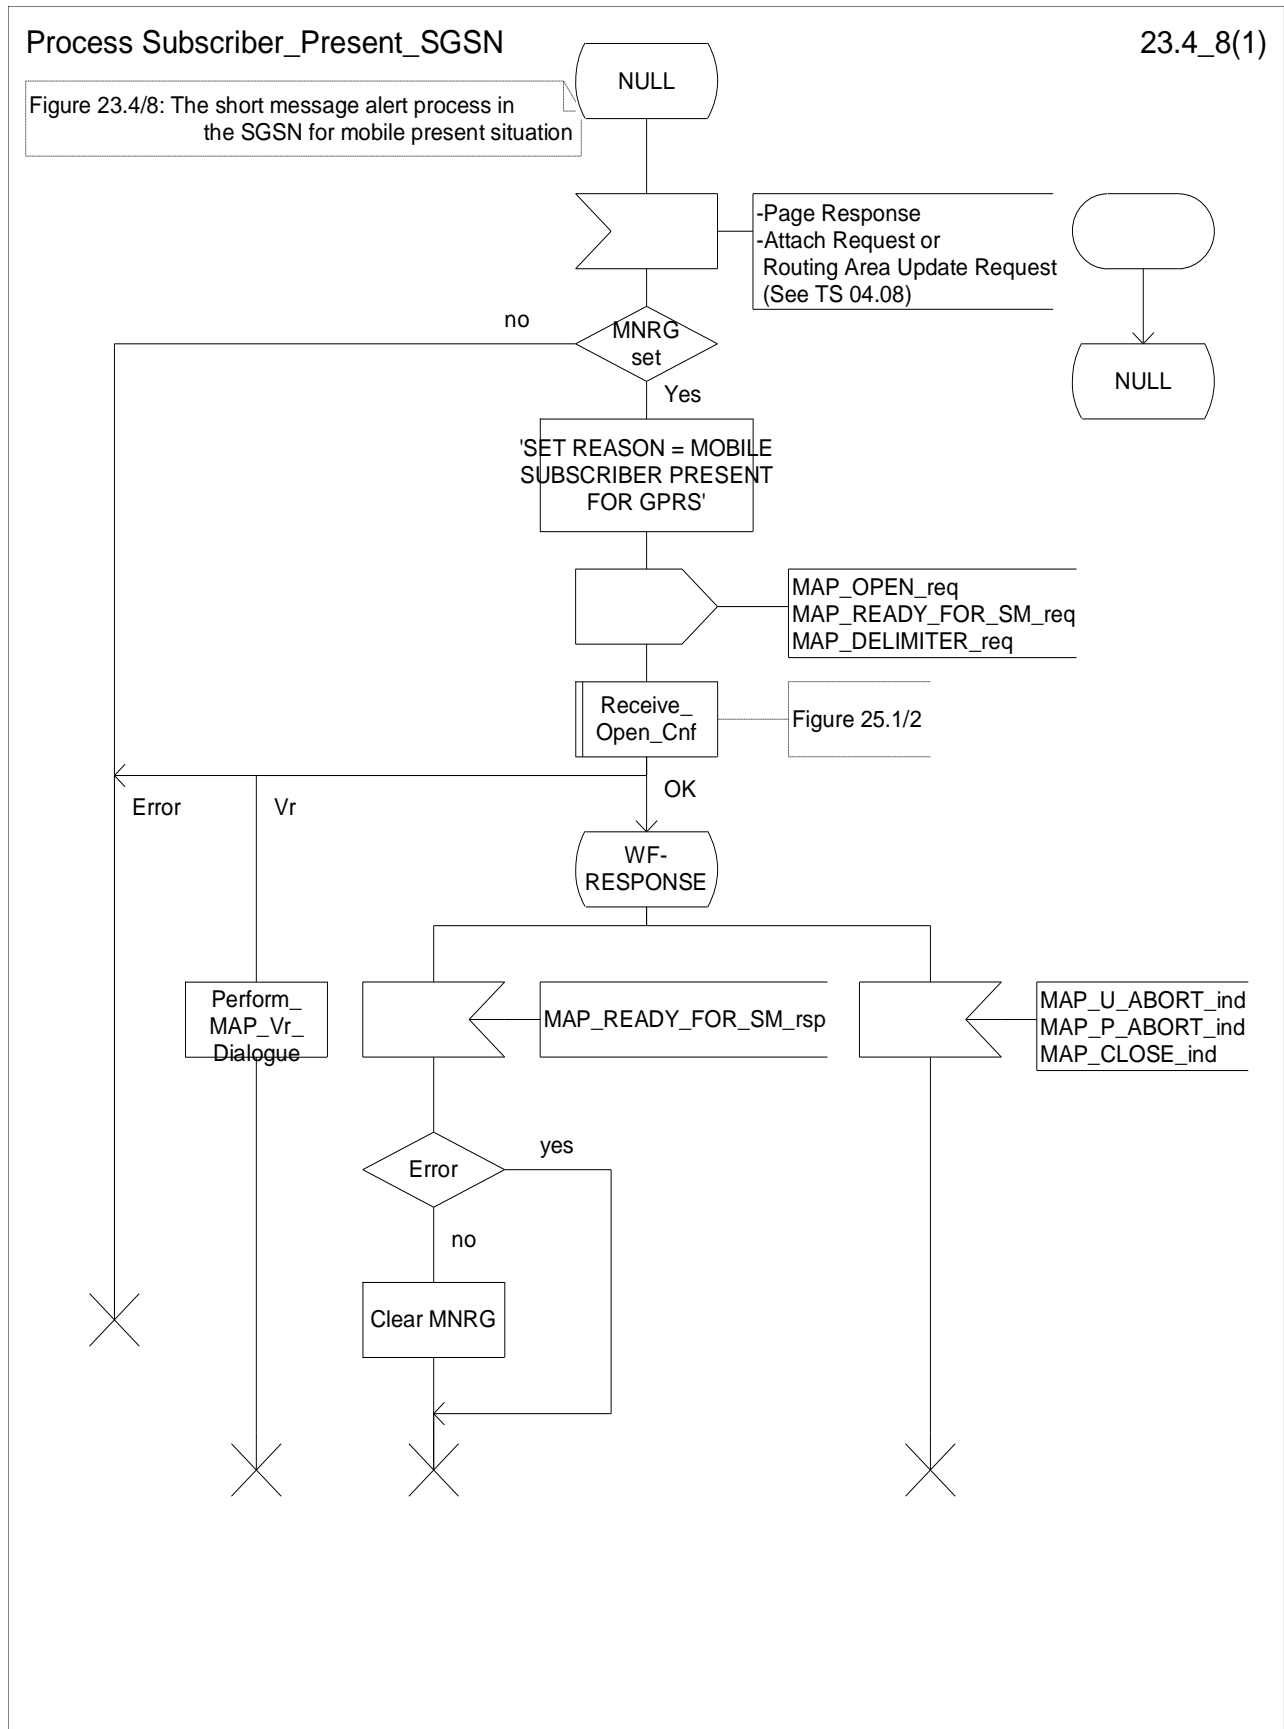 Process Subscriber_Present_SGSN
23.4_8(1)
Figure 23.4/8: The short message alert process in
the SGSN for mobile present situation
NULL
-Page Response
-Attach Request or
Routing Area Update Request
(See TS 04.08)
no
MNRG
set
NULL
Yes
'SET REASON = MOBILE
SUBSCRIBER PRESENT
FOR GPRS'
MAP_OPEN_req
MAP_READY_FOR_SM_req
MAP_DELIMITER_req
Receive_
Open_Cnf
Figure 25.1/2
Error
Vr
OK
WF-
RESPONSE
Perform_
MAP_Vr_
Dialogue
MAP_READY_FOR_SM_rsp
MAP_U_ABORT_ind
MAP_P_ABORT_ind
MAP_CLOSE_ind
Error
yes
no
Clear MNRG